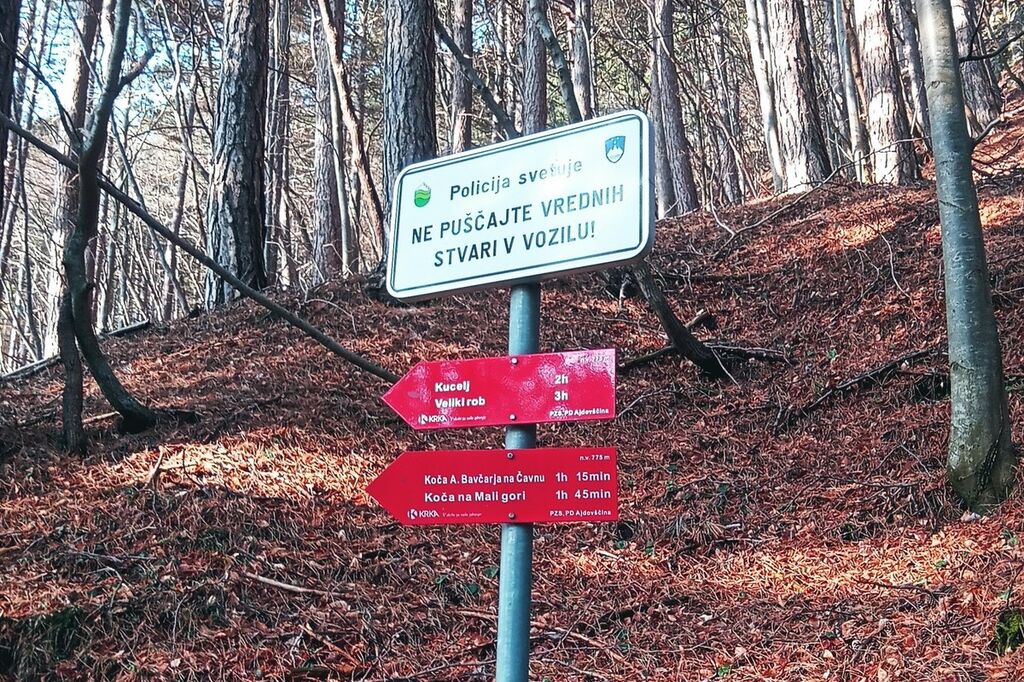 Policija svetuje
NE PUŠČAJTE VREDNIH
STVARI V VOZILU!
n.v. 773 m
Kucelj 2h
Veliki rob 3h
KRKA
PZS, PD Ajdovščina
n.v. 775 m
Koča A. Bavčarja na Čavnu 1h 15min
Koča na Mali gori 1h 45min
KRKA
PZS, PD Ajdovščina